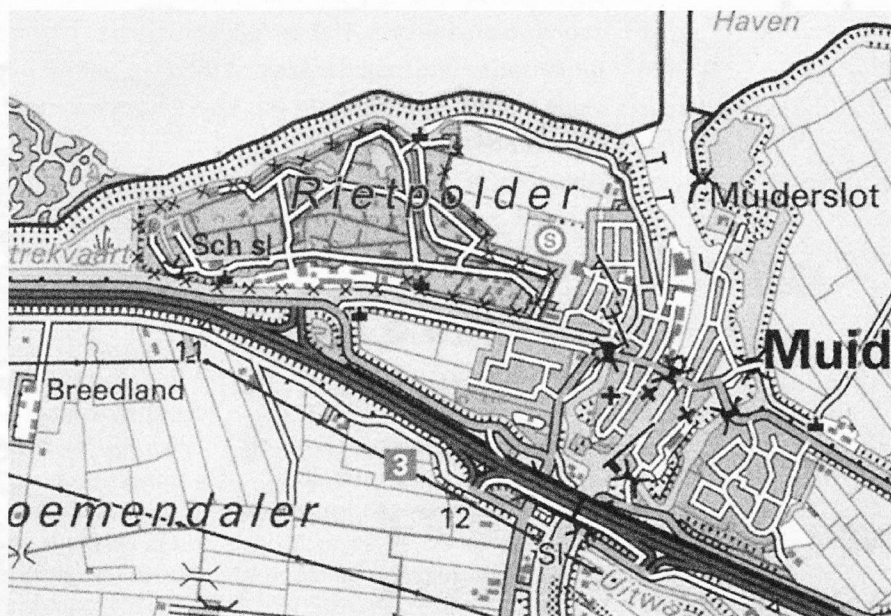 Haven
Rietpolder
Muiderslot
S
Sch sl
trekvaart
Muid
11
Breedland
3
oemendaler
12
Sl